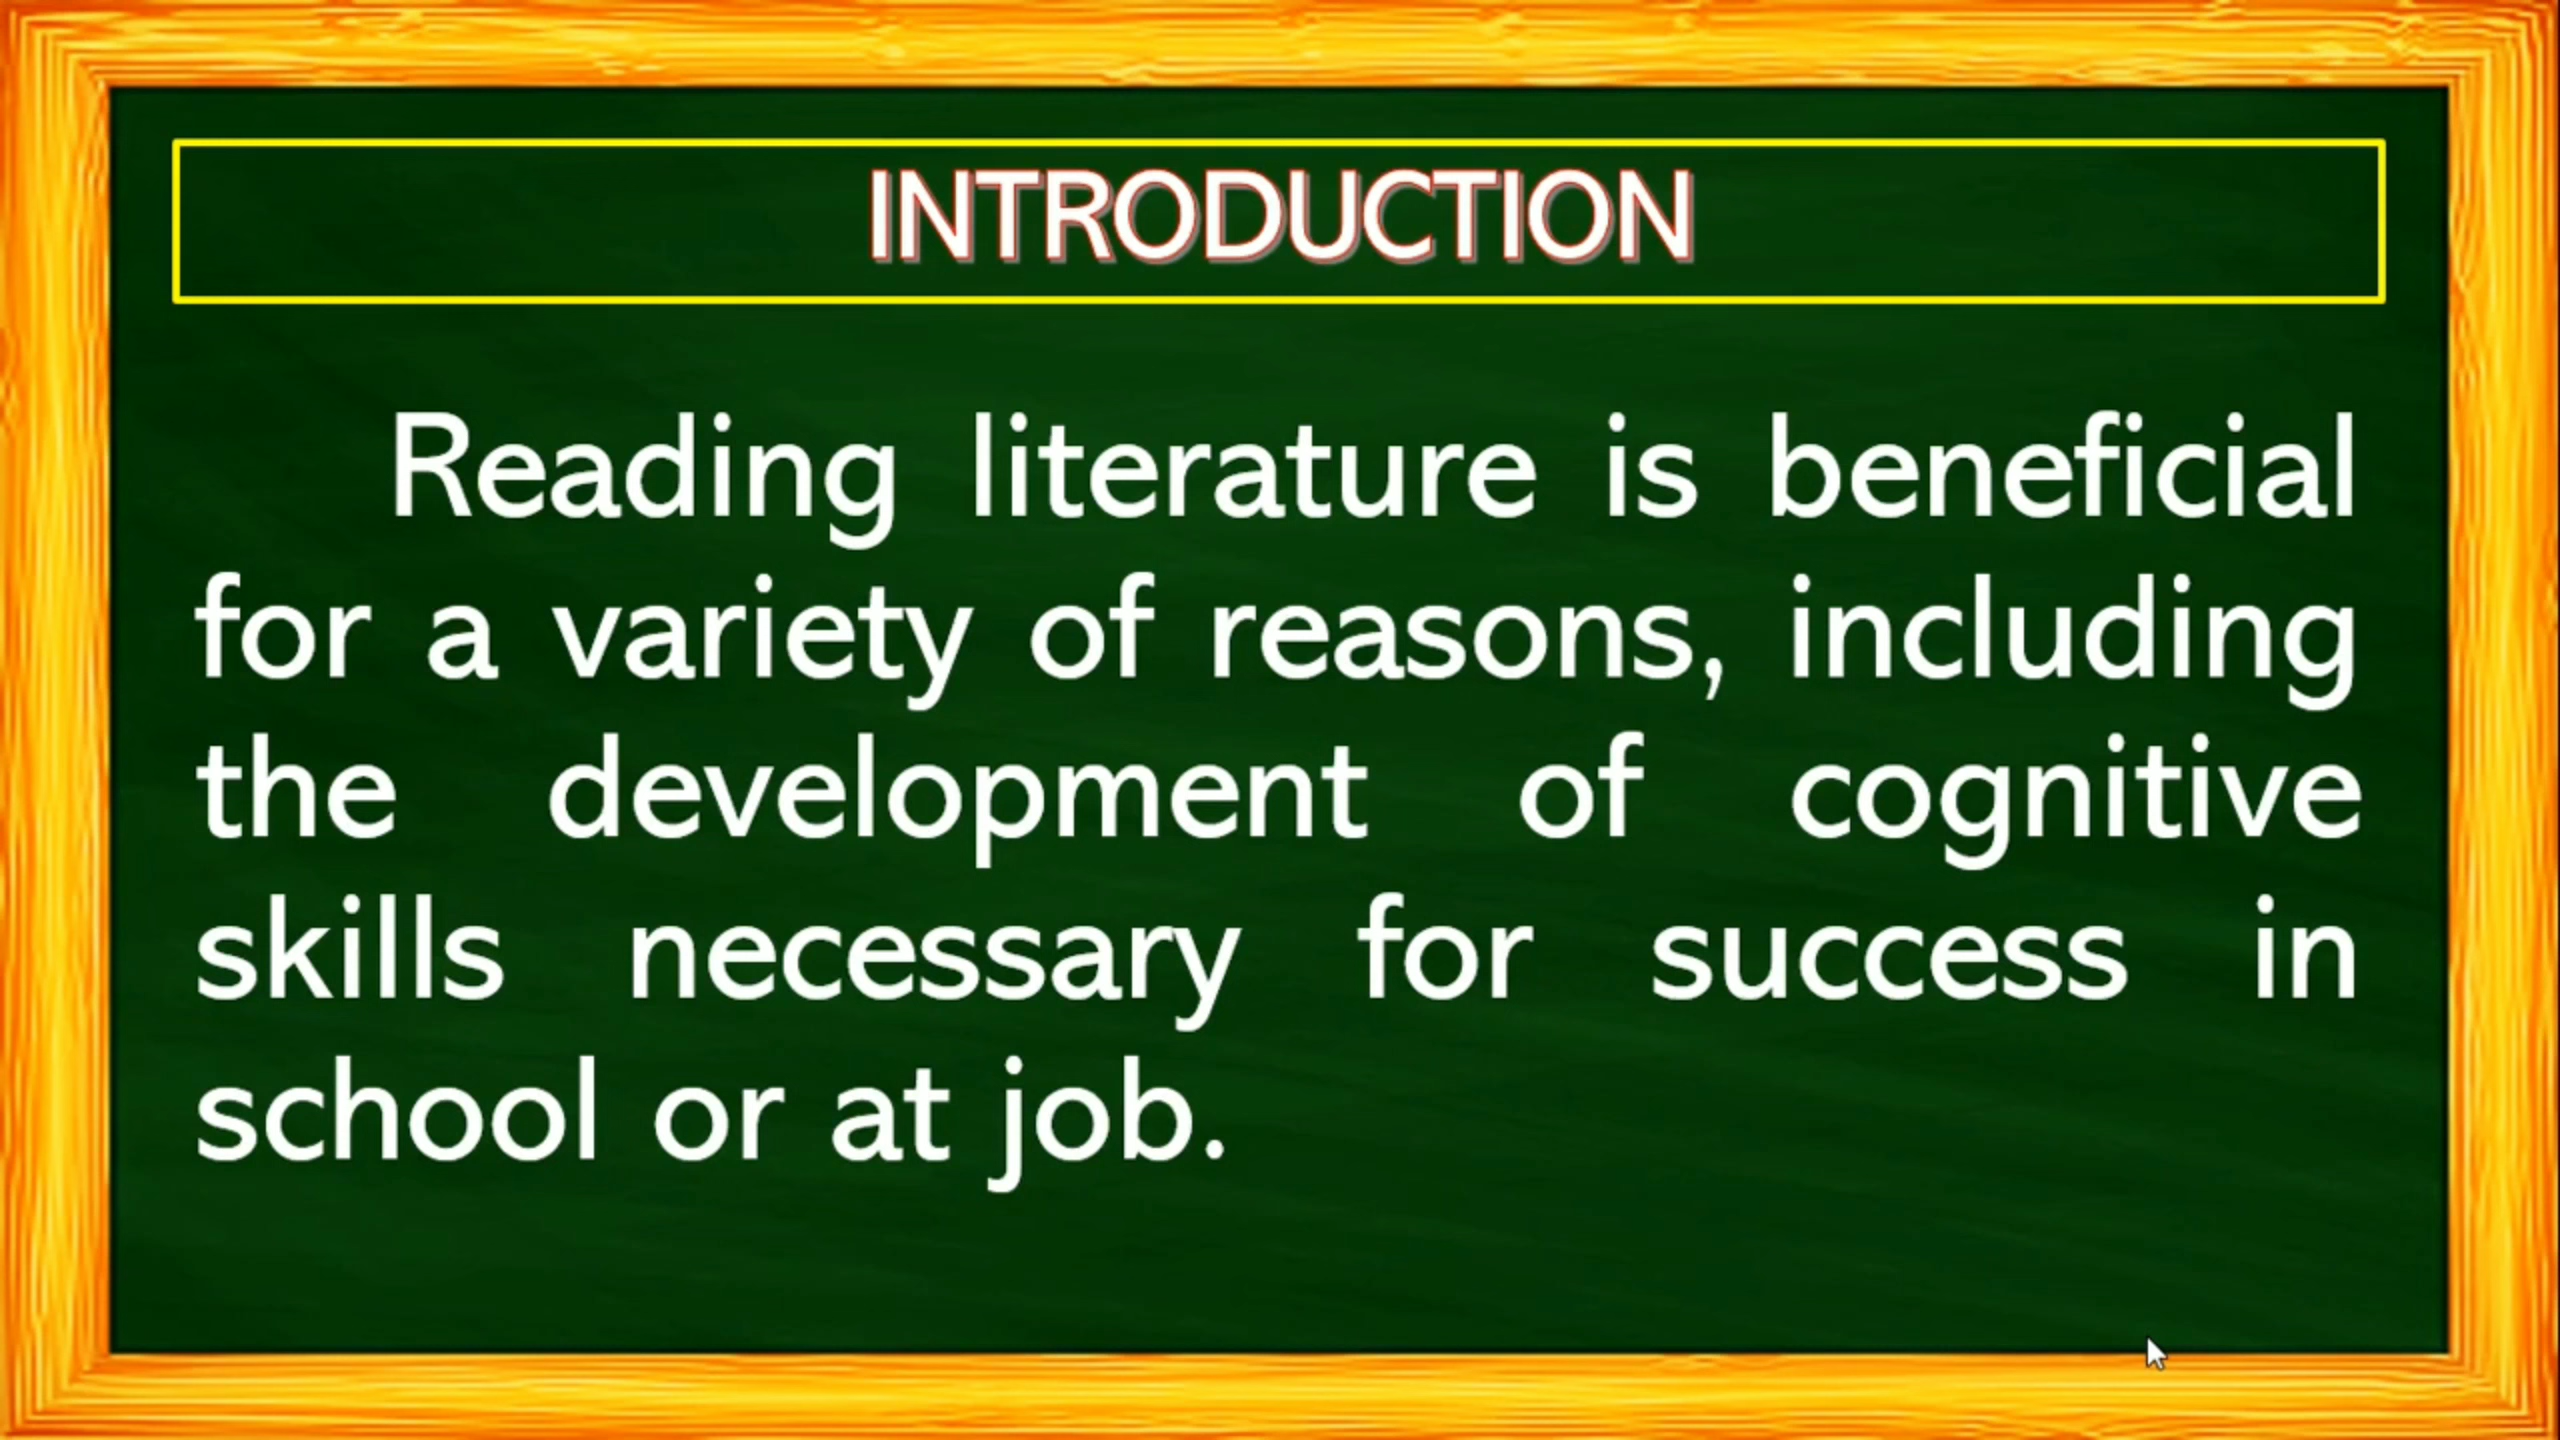 INTRODUCTION
Reading literature is beneficial
for a variety of reasons, including
the development of cognitive
skills necessary for success in
school or at job.